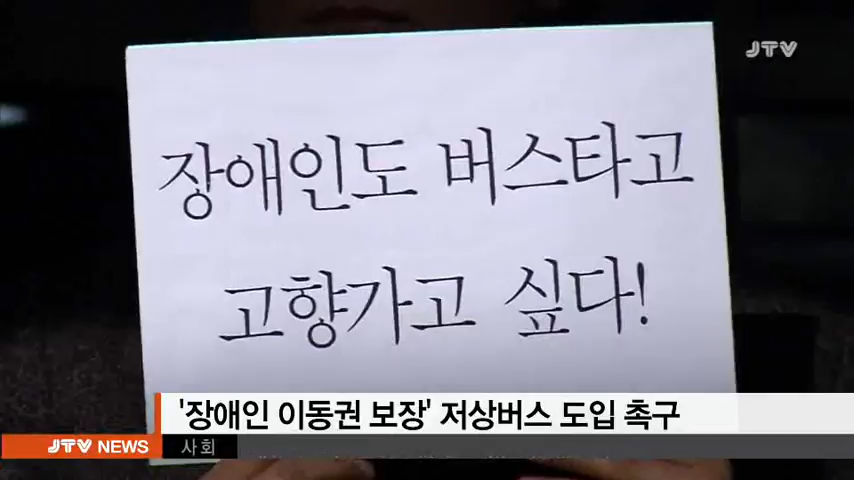 JTV
장애인도 버스타고
고향가고 싶다!
'장애인 이동권 보장' 저상버스 도입 촉구
JTV NEWS
사회